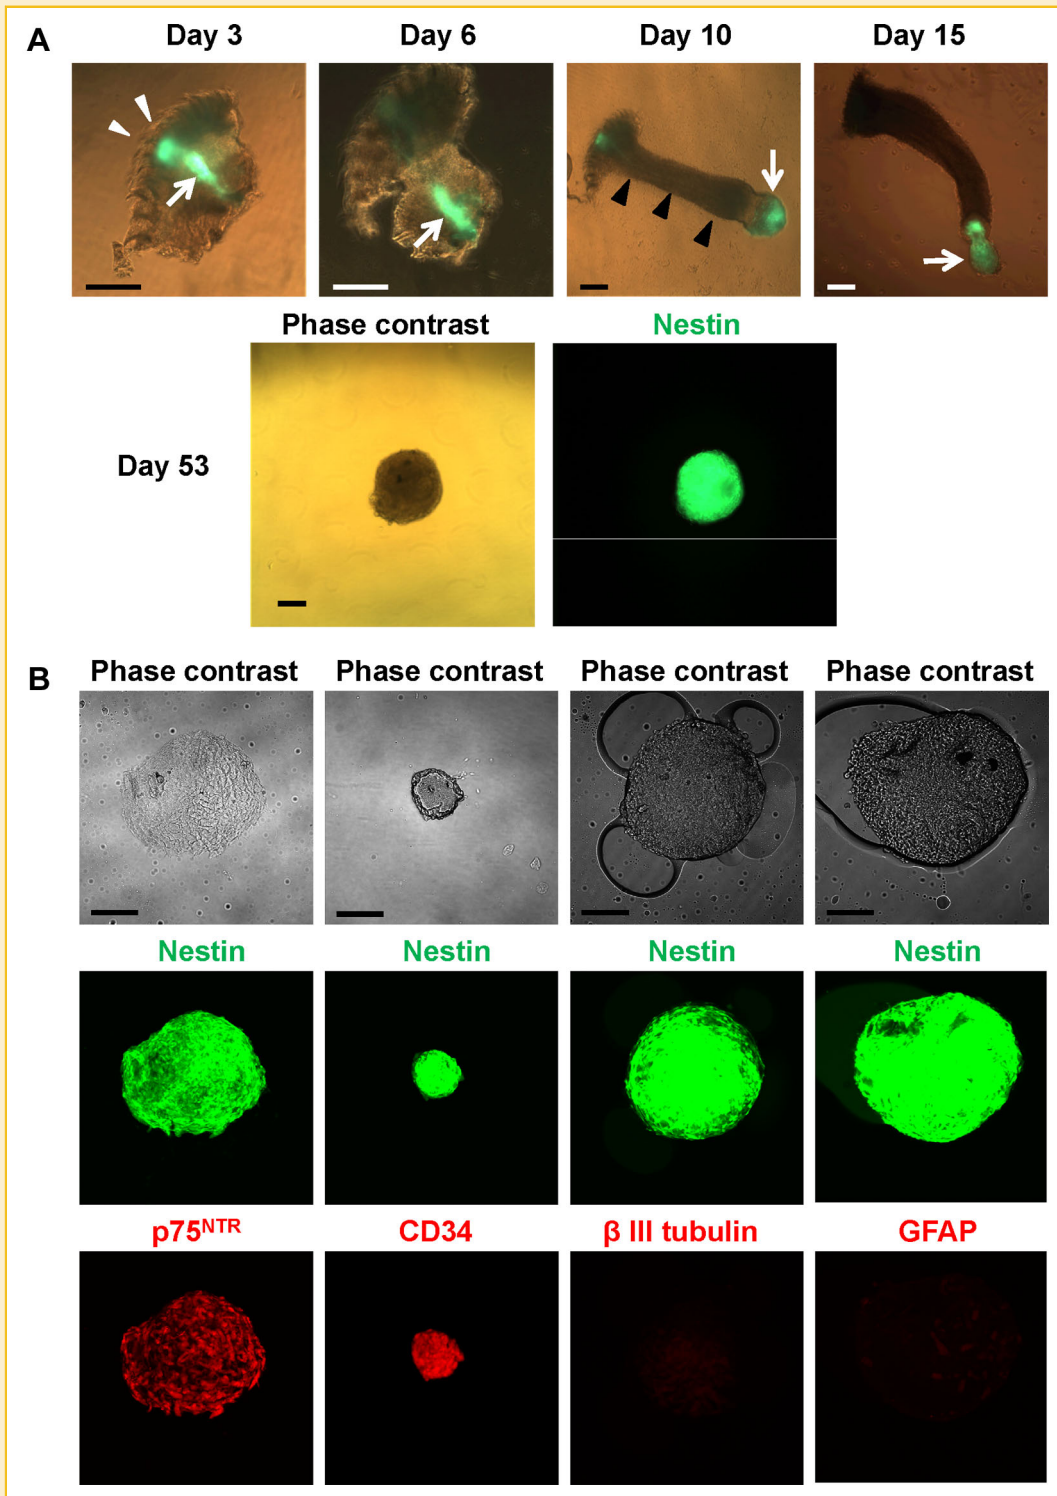 A
Day 3 Day 6 Day 10 Day 15
Phase contrast Nestin
Day 53
B
Phase contrast Phase contrast Phase contrast Phase contrast
Nestin Nestin Nestin Nestin
p75NTR CD34 β III tubulin GFAP